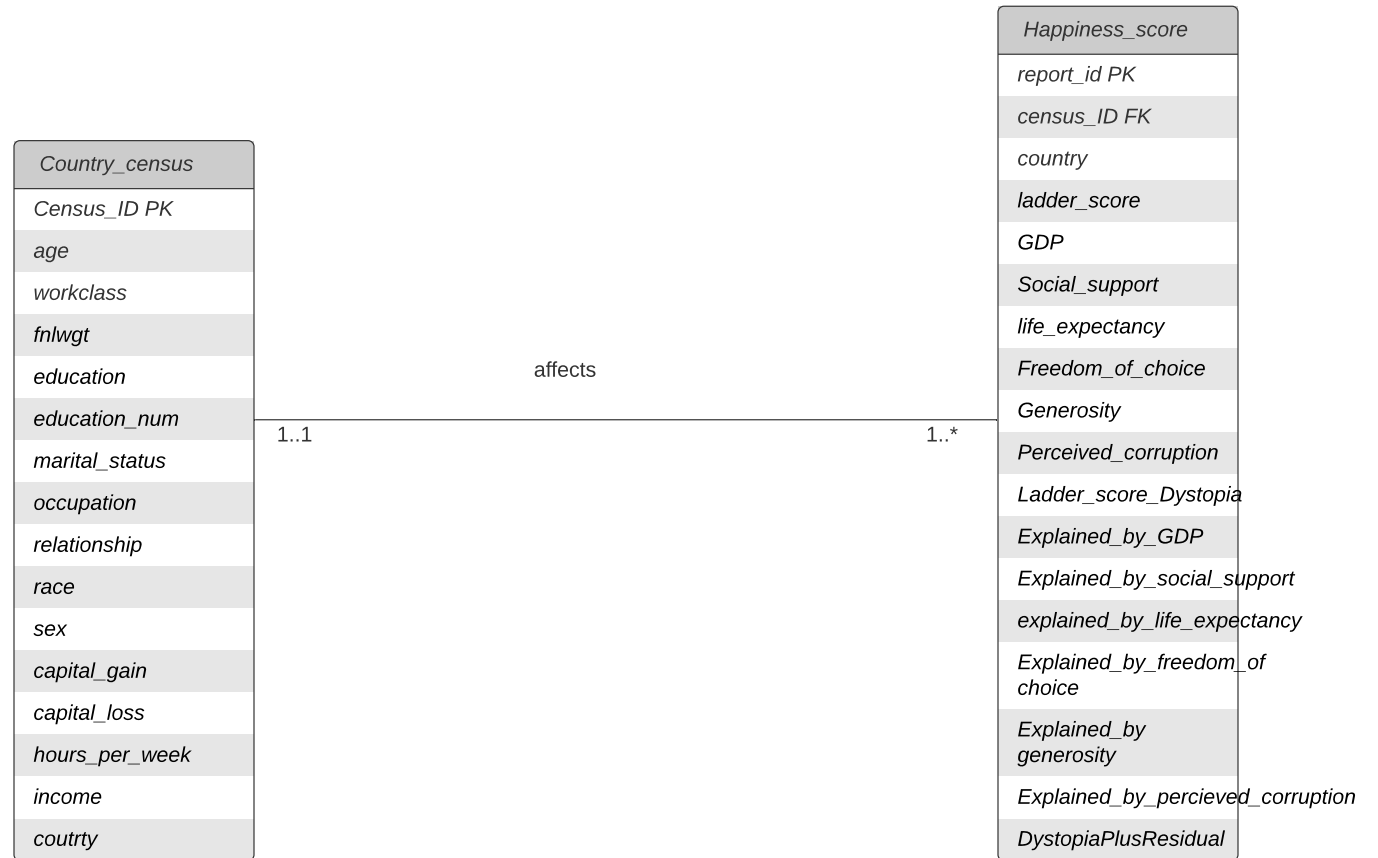 Country_census
Census_ID PK
age
workclass
fnlwgt
education
education_num
marital_status
occupation
relationship
race
sex
capital_gain
capital_loss
hours_per_week
income
coutrty
affects
1..1
1..*
Happiness_score
report_id PK
census_ID FK
country
ladder_score
GDP
Social_support
life_expectancy
Freedom_of_choice
Generosity
Perceived_corruption
Ladder_score_Dystopia
Explained_by_GDP
Explained_by_social_support
explained_by_life_expectancy
Explained_by_freedom_of
choice
Explained_by
generosity
Explained_by_percieved_corruption
DystopiaPlusResidual